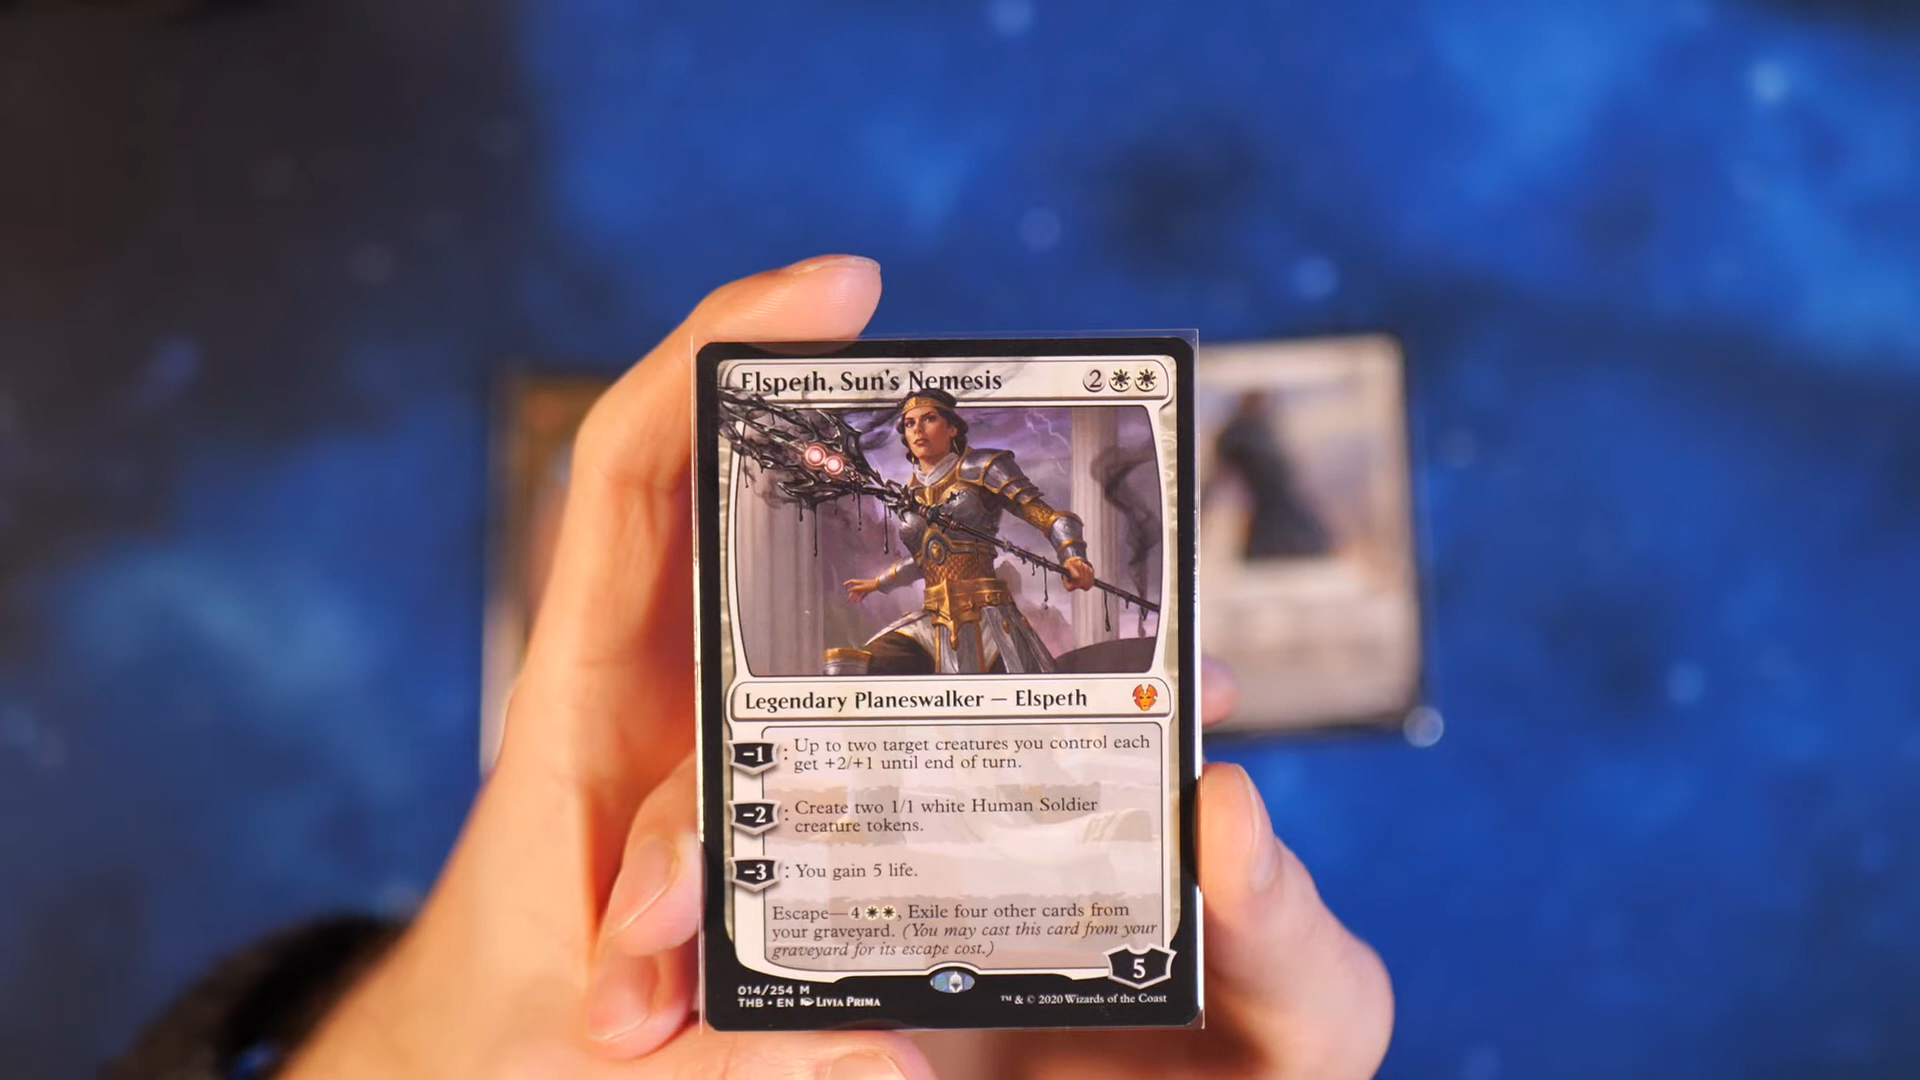 Elspeth, Sun's Nemesis 2
Legendary Planeswalker — Elspeth
-1: Up to two target creatures you control each
get +2/+1 until end of turn.
-2: Create two 1/1 white Human Soldier
creature tokens.
-3: You gain 5 life.
Escape—4, Exile four other cards from
your graveyard. (You may cast this card from your
graveyard for its escape cost.)
5
014/254 M
THB • EN LIVIA PRIMA
™ & © 2020 Wizards of the Coast